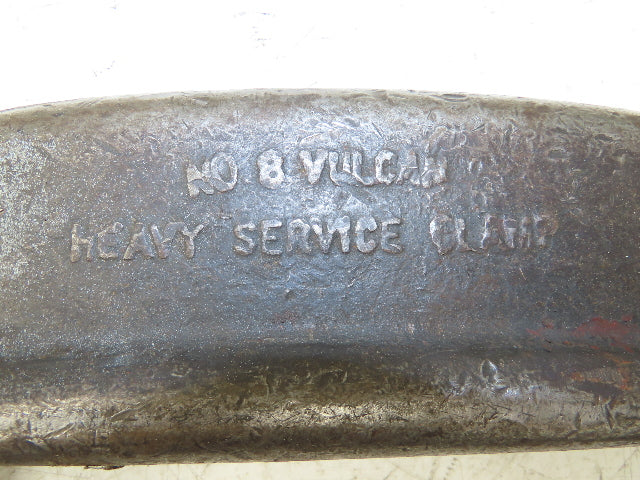 NO 8 VULCAN
HEAVY SERVICE CLAMP